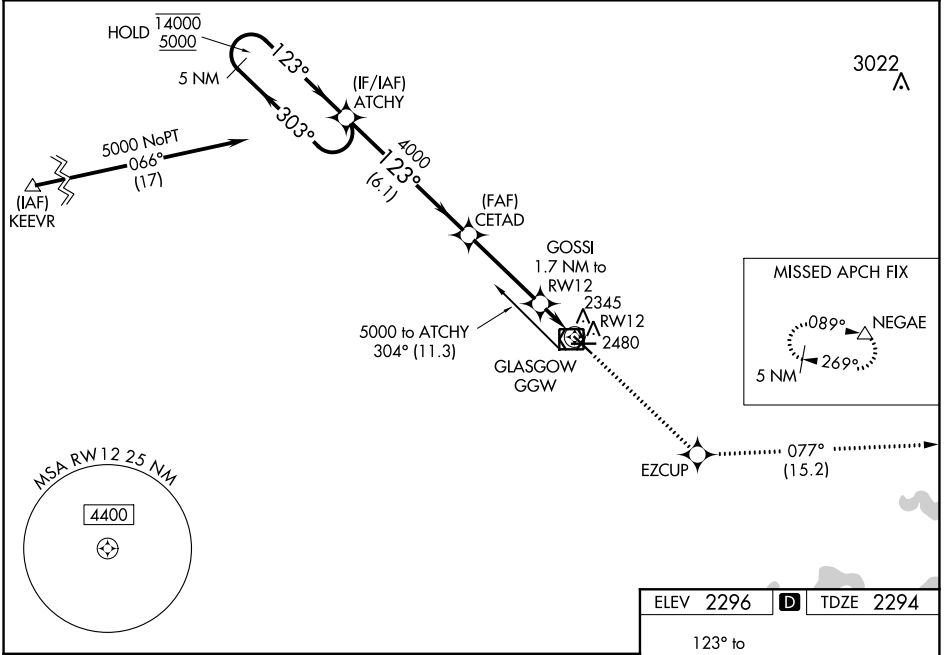 HOLD 14000
5000
5 NM
123°
303°
(IF/IAF)
ATCHY
3022
5000 NoPT
066°
(17)
(IAF)
KEEVR
4000
123°
(6.1)
(FAF)
CETAD
GOSSI
1.7 NM to
RW12
2345
RW12
2480
5000 to ATCHY
304° (11.3)
GLASGOW
GGW
MISSED APCH FIX
089°
NEGAE
269°
5 NM
EZCUP
077°
(15.2)
MSA RW12 25 NM
4400
ELEV 2296 D TDZE 2294
123° to